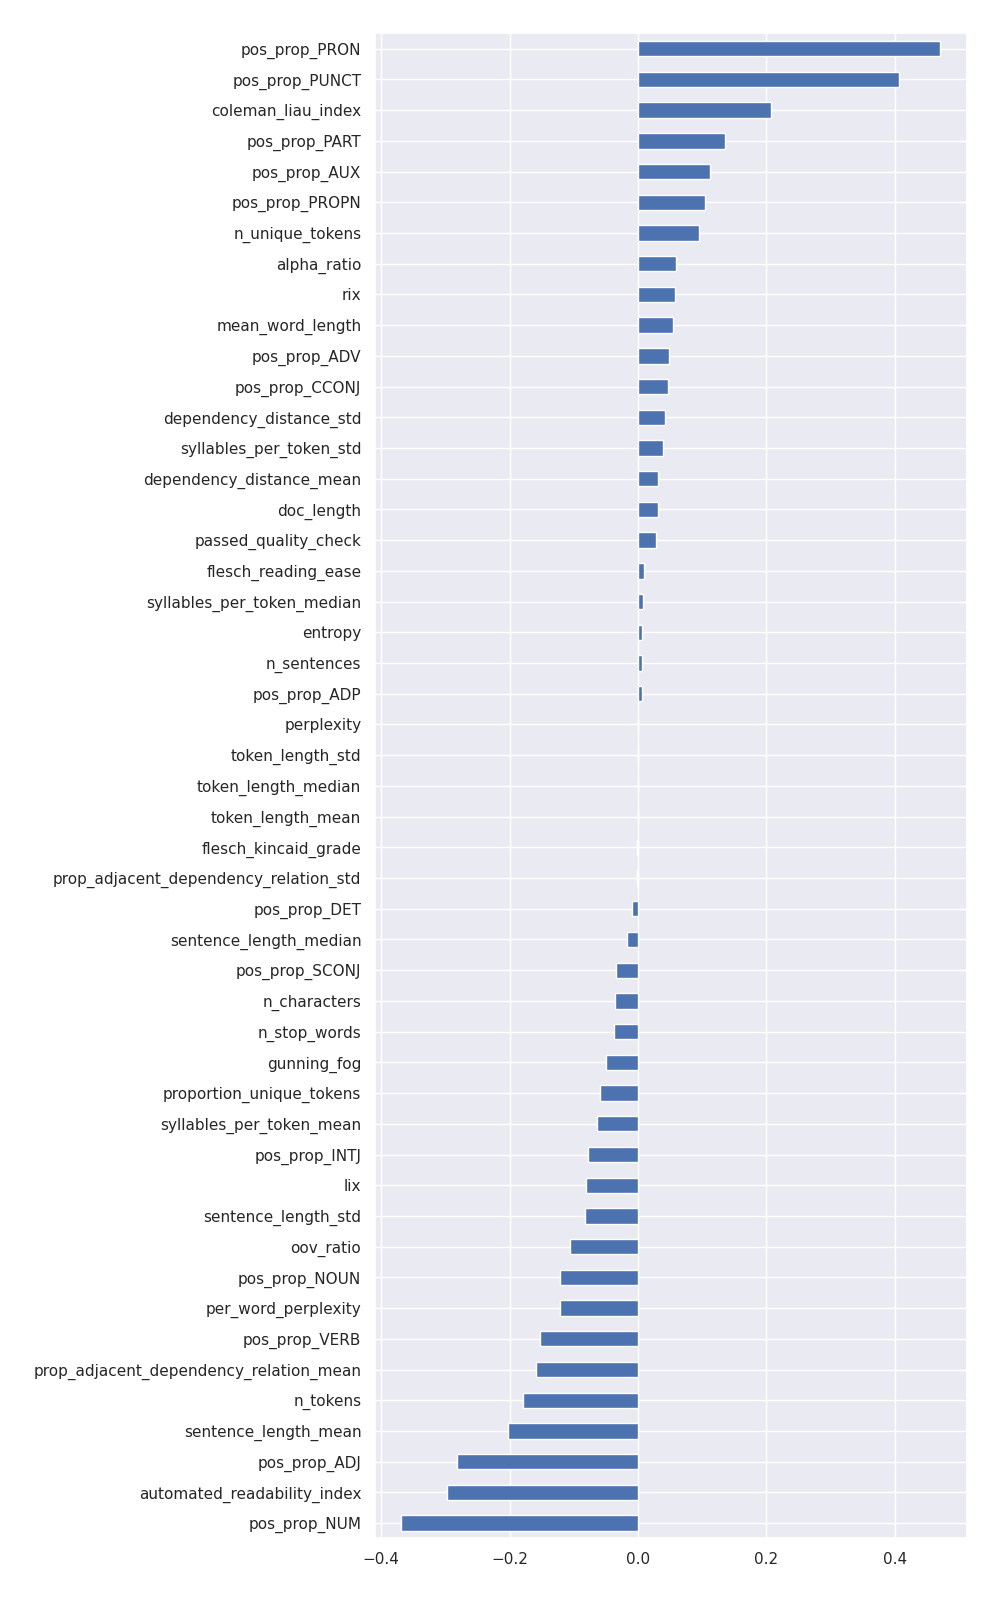 pos_prop_PRON
pos_prop_PUNCT
coleman_liau_index
pos_prop_PART
pos_prop_AUX
pos_prop_PROPN
n_unique_tokens
alpha_ratio
rix
mean_word_length
pos_prop_ADV
pos_prop_CCONJ
dependency_distance_std
syllables_per_token_std
dependency_distance_mean
doc_length
passed_quality_check
flesch_reading_ease
syllables_per_token_median
entropy
n_sentences
pos_prop_ADP
perplexity
token_length_std
token_length_median
token_length_mean
flesch_kincaid_grade
prop_adjacent_dependency_relation_std
pos_prop_DET
sentence_length_median
pos_prop_SCONJ
n_characters
n_stop_words
gunning_fog
proportion_unique_tokens
syllables_per_token_mean
pos_prop_INTJ
lix
sentence_length_std
oov_ratio
pos_prop_NOUN
per_word_perplexity
pos_prop_VERB
prop_adjacent_dependency_relation_mean
n_tokens
sentence_length_mean
pos_prop_ADJ
automated_readability_index
pos_prop_NUM
−0.4 −0.2 0.0 0.2 0.4